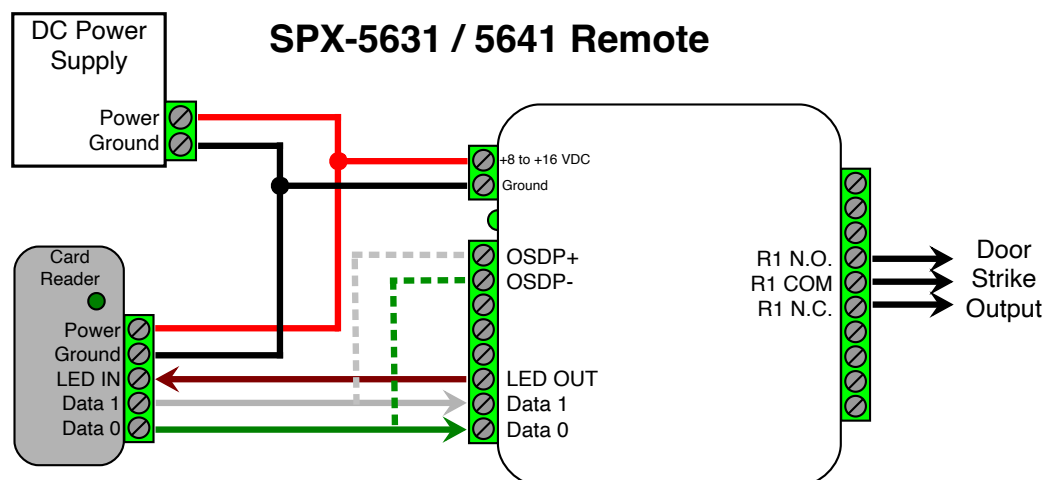 SPX-5631 / 5641 Remote
DC Power
Supply
Power
Ground
+8 to +16 VDC
Ground
Card
Reader
Power
Ground
LED IN
Data 1
Data 0
OSDP+
OSDP-
LED OUT
Data 1
Data 0
R1 N.O.
R1 COM
R1 N.C.
Door
Strike
Output